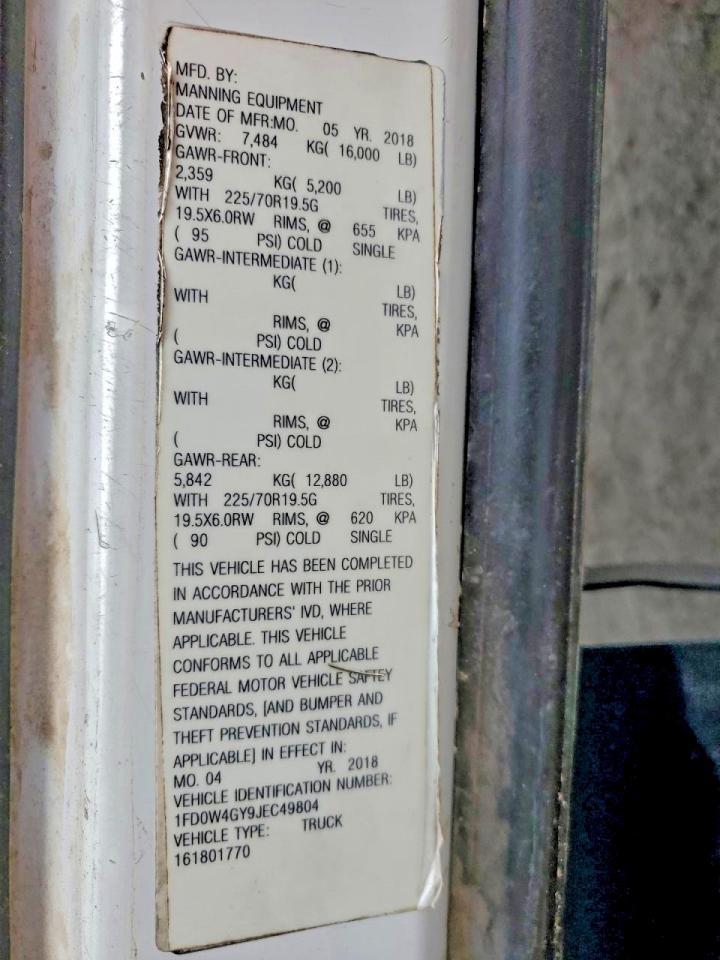 MFD. BY:
MANNING EQUIPMENT
DATE OF MFR:MO. 05 YR. 2018
GVWR: 7,484 KG( 16,000 LB)
GAWR-FRONT:
2,359 KG( 5,200 LB)
WITH 225/70R19.5G TIRES,
19.5X6.0RW RIMS, @ 655 KPA
( 95 PSI) COLD SINGLE
GAWR-INTERMEDIATE (1):
KG( LB)
WITH TIRES,
RIMS, @ KPA
( PSI) COLD
GAWR-INTERMEDIATE (2):
KG( LB)
WITH TIRES,
RIMS, @ KPA
( PSI) COLD
GAWR-REAR:
5,842 KG( 12,880 LB)
WITH 225/70R19.5G TIRES,
19.5X6.0RW RIMS, @ 620 KPA
( 90 PSI) COLD SINGLE
THIS VEHICLE HAS BEEN COMPLETED
IN ACCORDANCE WITH THE PRIOR
MANUFACTURERS' IVD, WHERE
APPLICABLE. THIS VEHICLE
CONFORMS TO ALL APPLICABLE
FEDERAL MOTOR VEHICLE SAFTEY
STANDARDS, [AND BUMPER AND
THEFT PREVENTION STANDARDS, IF
APPLICABLE] IN EFFECT IN:
MO. 04 YR. 2018
VEHICLE IDENTIFICATION NUMBER:
1FD0W4GY9JEC49804
VEHICLE TYPE: TRUCK
161801770